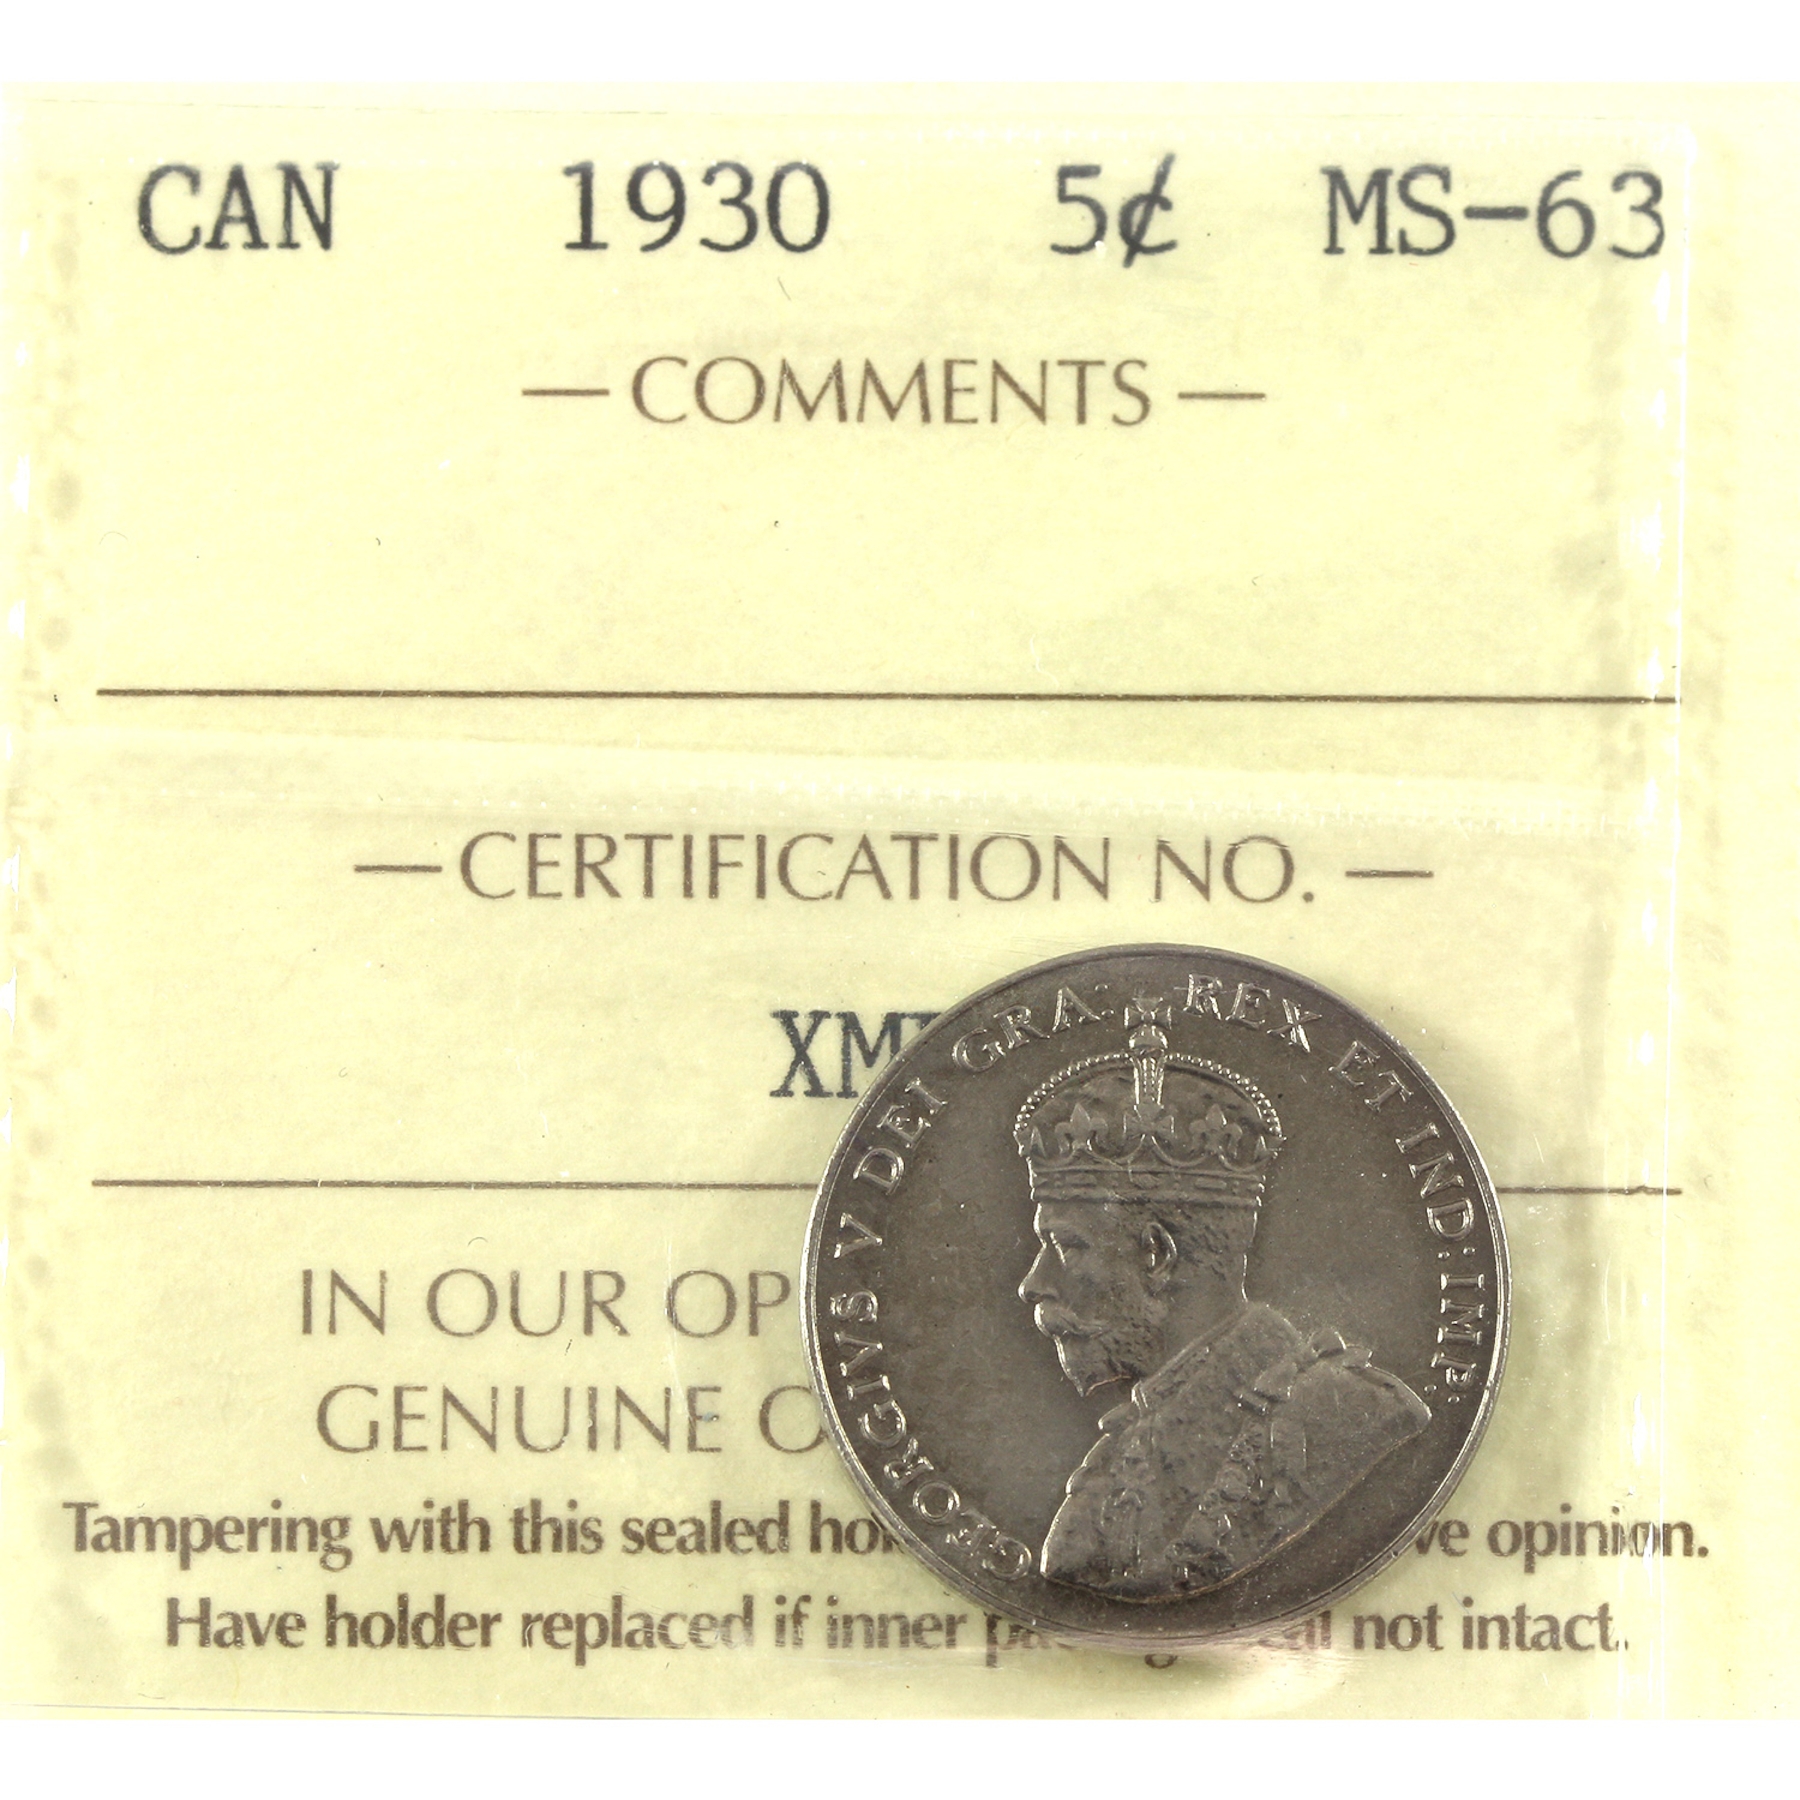 CAN 1930 5¢ MS-63
— COMMENTS —
— CERTIFICATION NO. —
XM
IN OUR OP
GENUINE O
Tampering with this sealed ho ve opinion.
Have holder replaced if inner not intact.
GEORGIVS V DEI GRA: REX ET IND: IMP: